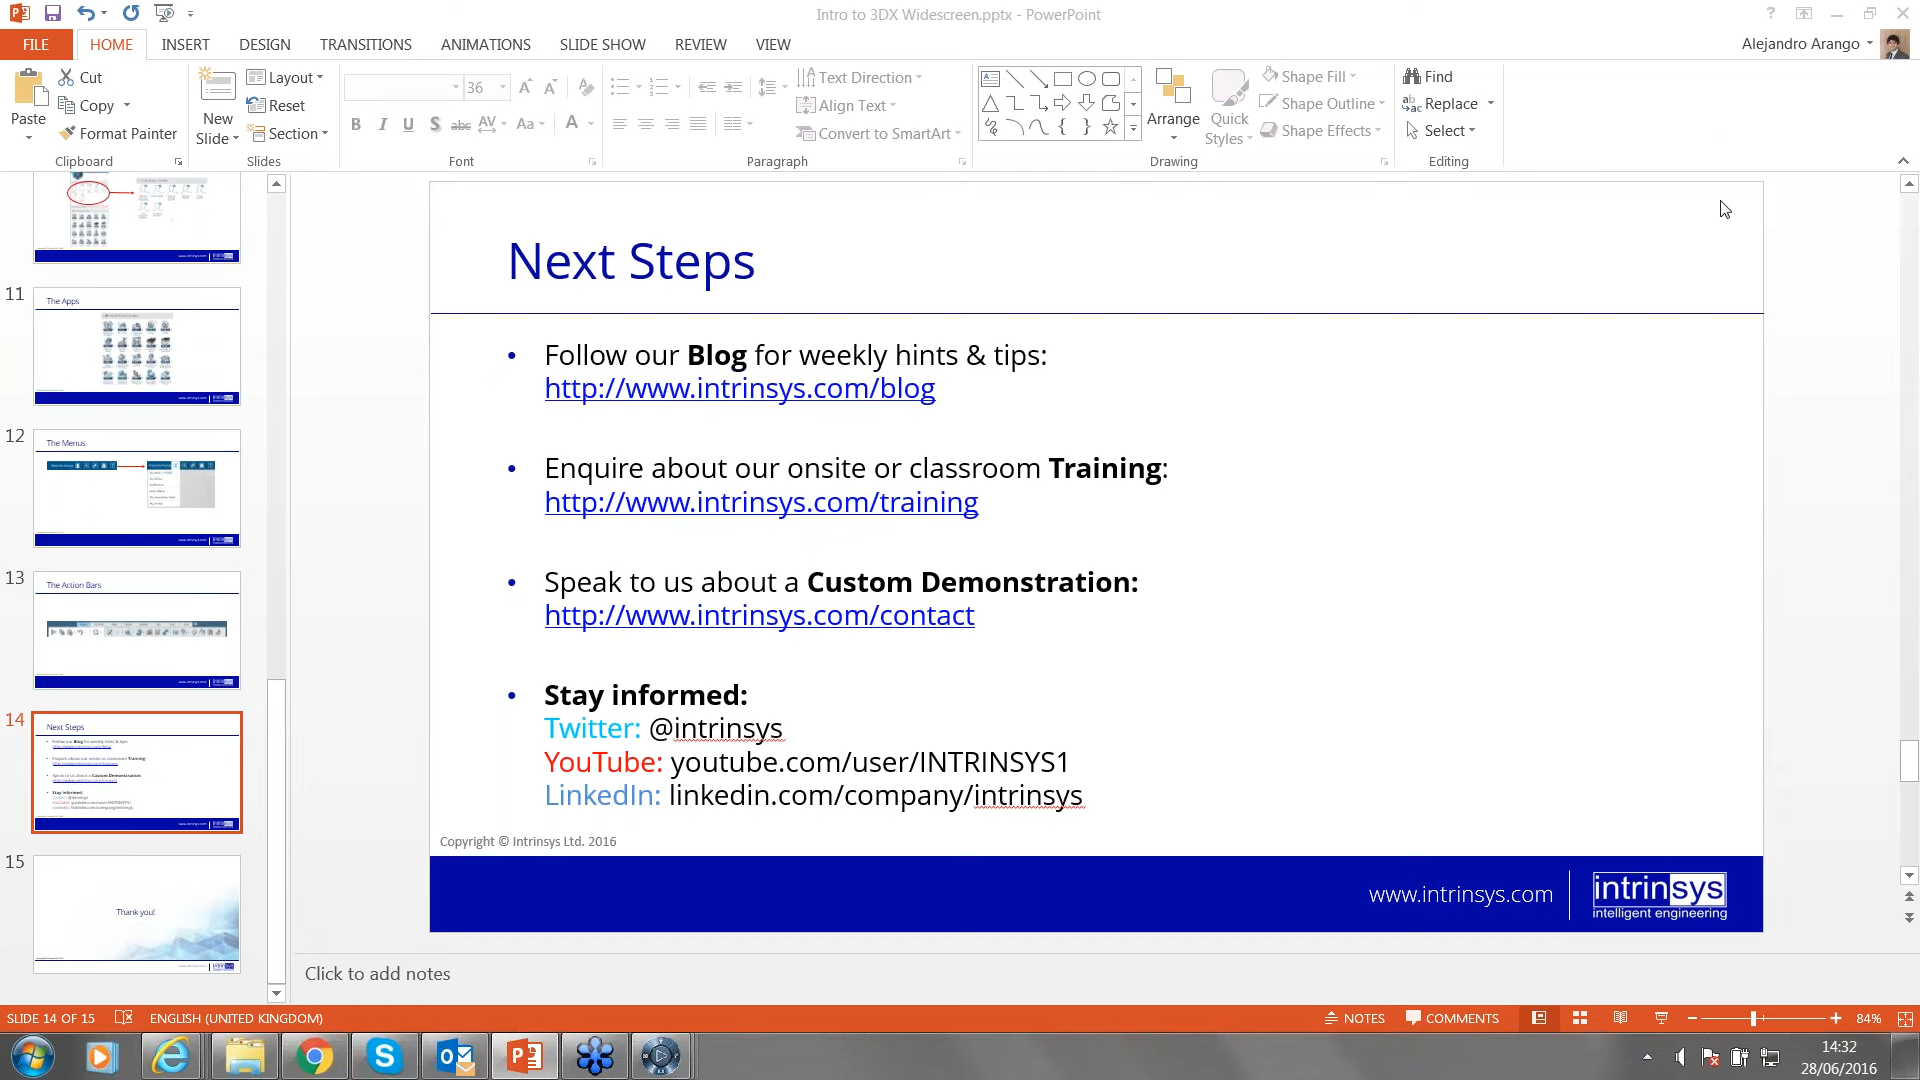 Intro to 3DX Widescreen.pptx - PowerPoint
FILE
HOME
INSERT
DESIGN
TRANSITIONS
ANIMATIONS
SLIDE SHOW
REVIEW
VIEW
Alejandro Arango
Paste
Cut
Copy
Format Painter
Clipboard
New Slide
Layout
Reset
Section
Slides
36
Font
Text Direction
Align Text
Convert to SmartArt
Paragraph
Arrange
Quick Styles
Shape Fill
Shape Outline
Shape Effects
Drawing
Find
Replace
Select
Editing
11
The Apps
12
The Menus
13
The Action Bars
14
Next Steps
15
Thank you!
Next Steps
• Follow our Blog for weekly hints & tips:
http://www.intrinsys.com/blog
• Enquire about our onsite or classroom Training:
http://www.intrinsys.com/training
• Speak to us about a Custom Demonstration:
http://www.intrinsys.com/contact
• Stay informed:
Twitter: @intrinsys
YouTube: youtube.com/user/INTRINSYS1
LinkedIn: linkedin.com/company/intrinsys
Copyright © Intrinsys Ltd. 2016
www.intrinsys.com
intrinsys
intelligent engineering
Click to add notes
SLIDE 14 OF 15
ENGLISH (UNITED KINGDOM)
NOTES
COMMENTS
84%
14:32
28/06/2016